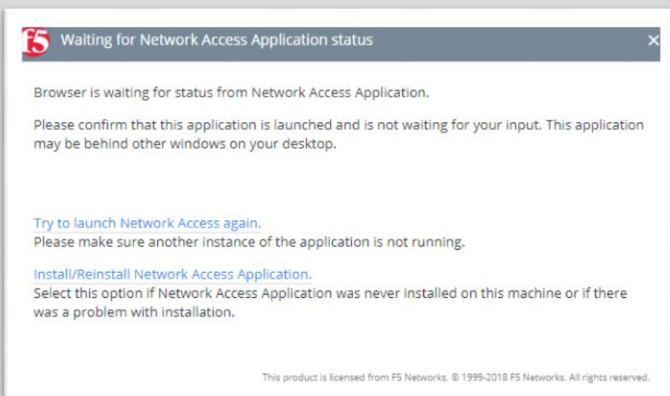 f5 Waiting for Network Access Application status ×
Browser is waiting for status from Network Access Application.
Please confirm that this application is launched and is not waiting for your input. This application
may be behind other windows on your desktop.
Try to launch Network Access again.
Please make sure another instance of the application is not running.
Install/Reinstall Network Access Application.
Select this option if Network Access Application was never installed on this machine or if there
was a problem with installation.
This product is licensed from F5 Networks. © 1999-2018 F5 Networks. All rights reserved.